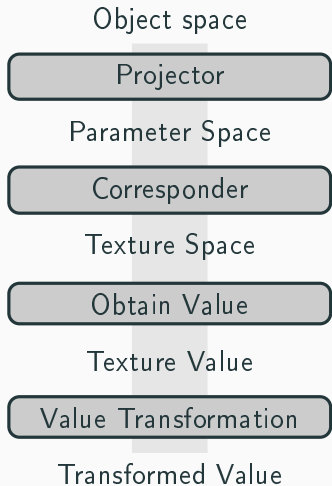 Object space
Projector
Parameter Space
Corresponder
Texture Space
Obtain Value
Texture Value
Value Transformation
Transformed Value